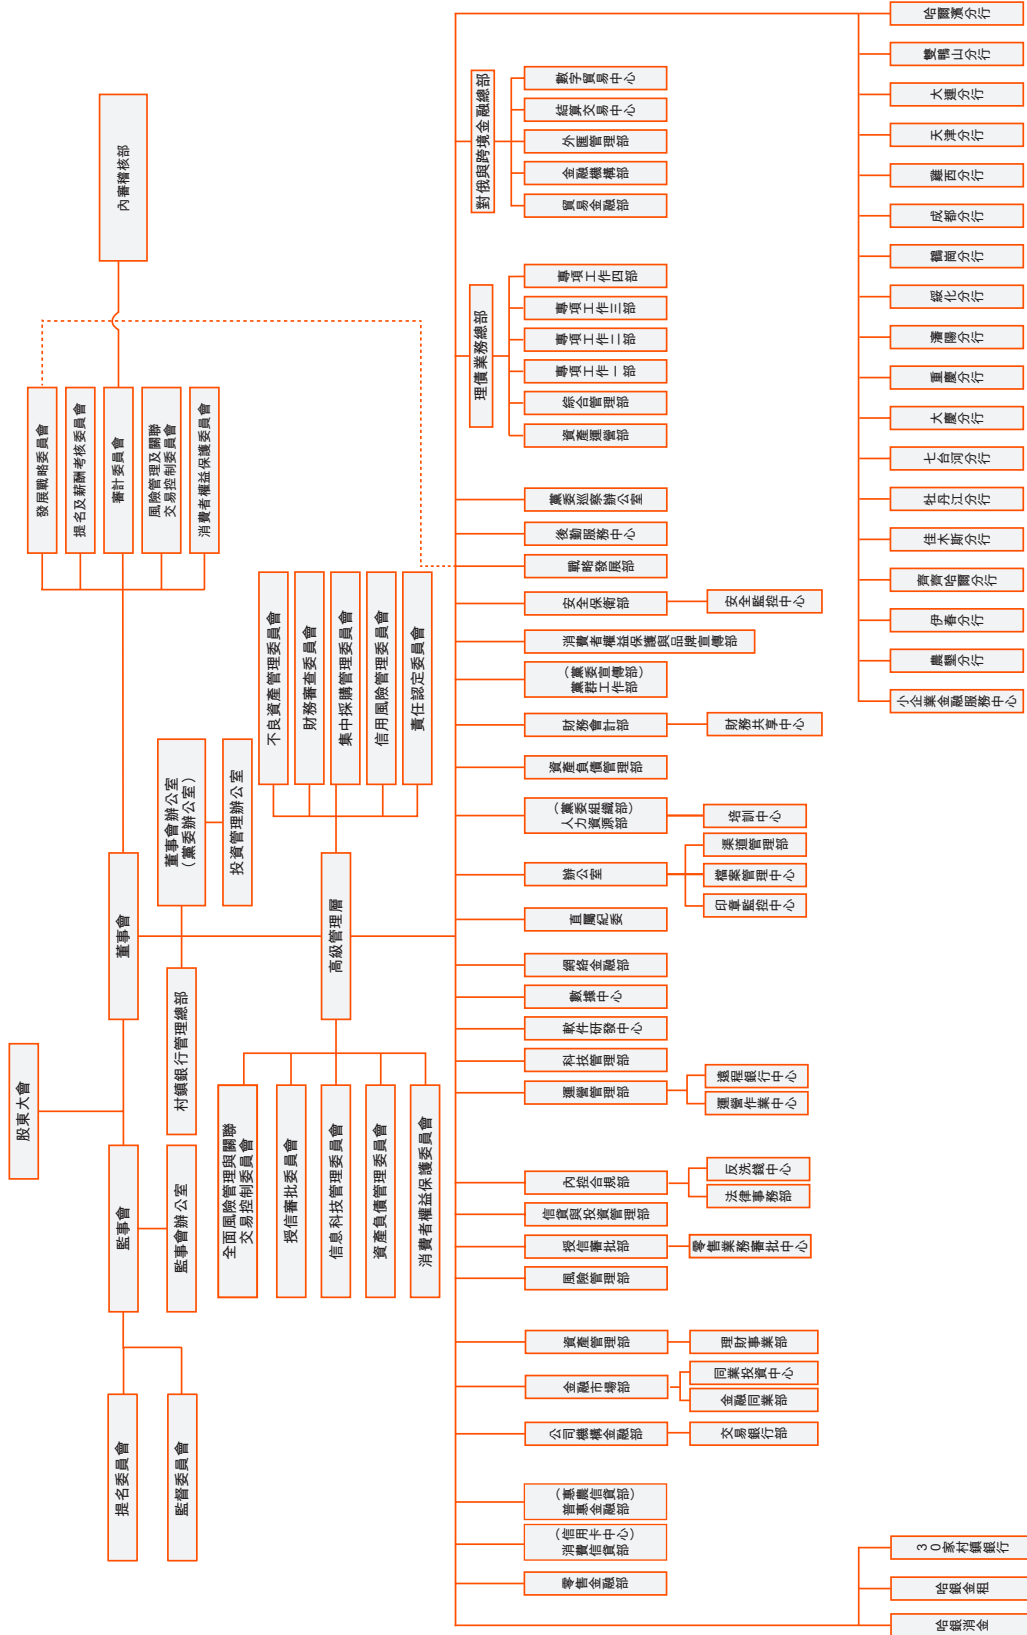 股東大會
監事會
董事會
提名委員會
監督委員會
監事會辦公室
村鎮銀行管理總部
董事會辦公室
（黨委辦公室）
投資管理辦公室
發展戰略委員會
提名及薪酬考核委員會
審計委員會
風險管理及關聯
交易控制委員會
消費者權益保護委員會
內審稽核部
高級管理層
全面風險管理與關聯
交易控制委員會
授信審批委員會
信息科技管理委員會
資產負債管理委員會
消費者權益保護委員會
不良資產管理委員會
財務審查委員會
集中採購管理委員會
信用風險管理委員會
責任認定委員會
零售金融部
消費信貸部
（信用卡中心）
普惠金融部
（惠農信貸部）
公司機構金融部
交易銀行部
金融市場部
金融同業部
同業投資中心
資產管理部
理財事業部
風險管理部
授信審批部
零售業務審批中心
信貸與投資管理部
內控合規部
法律事務部
反洗錢中心
運營管理部
運營作業中心
遠程銀行中心
科技管理部
軟件研發中心
數據中心
網絡金融部
直屬紀委
辦公室
印章監控中心
檔案管理中心
渠道管理部
人力資源部
（黨委組織部）
培訓中心
資產負債管理部
財務會計部
財務共享中心
黨群工作部
（黨委宣傳部）
消費者權益保護與品牌宣傳部
安全保衛部
安全監控中心
戰略發展部
後勤服務中心
黨委巡察辦公室
理債業務總部
資產運營部
綜合管理部
專項工作一部
專項工作二部
專項工作三部
專項工作四部
對俄與跨境金融總部
貿易金融部
金融機構部
外匯管理部
結算交易中心
數字貿易中心
哈銀消金
哈銀金租
30家村鎮銀行
小企業金融服務中心
農墾分行
伊春分行
齊齊哈爾分行
佳木斯分行
牡丹江分行
七台河分行
大慶分行
重慶分行
瀋陽分行
綏化分行
鶴崗分行
成都分行
雞西分行
天津分行
大連分行
雙鴨山分行
哈爾濱分行